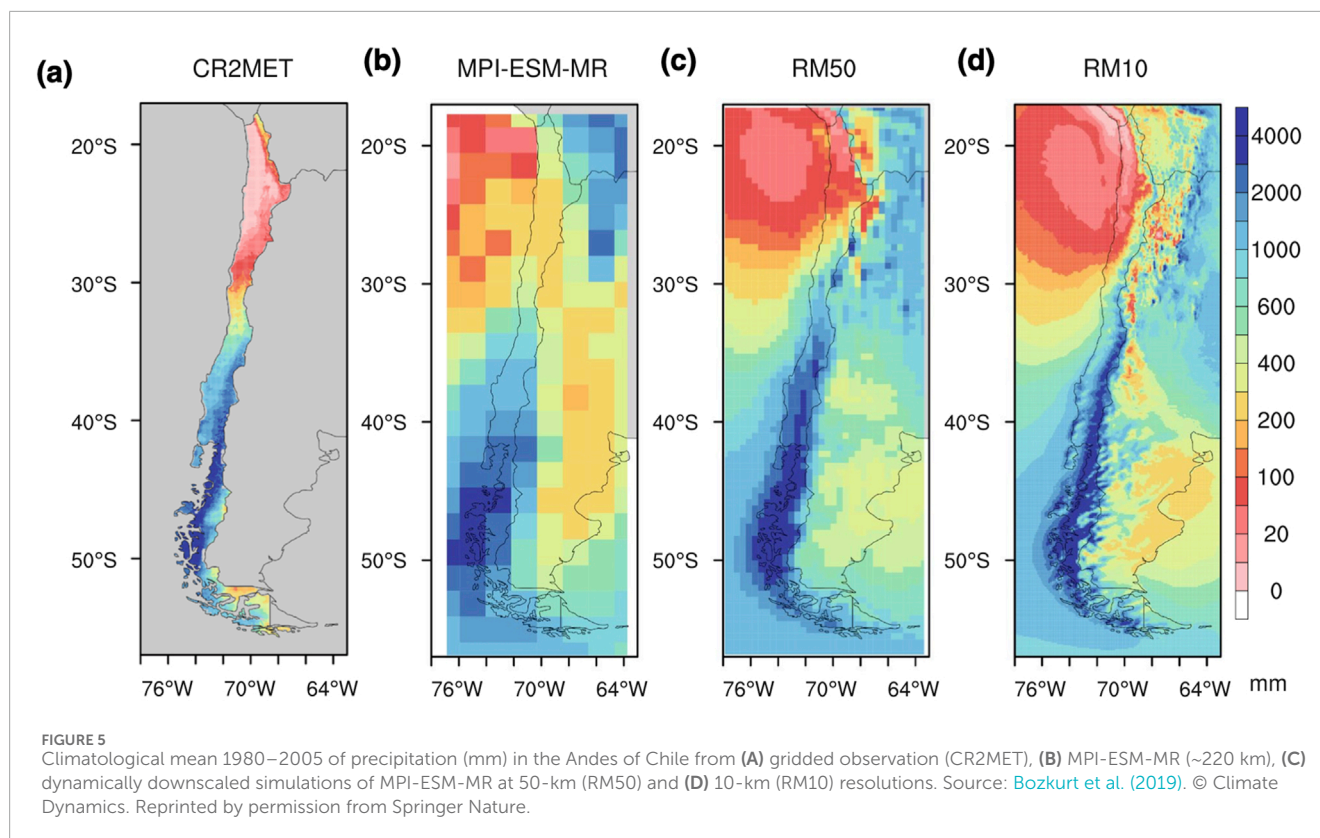 (a) CR2MET (b) MPI-ESM-MR (c) RM50 (d) RM10
20°S 20°S 20°S 20°S
30°S 30°S 30°S 30°S
40°S 40°S 40°S 40°S
50°S 50°S 50°S 50°S
76°W 70°W 64°W 76°W 70°W 64°W 76°W 70°W 64°W 76°W 70°W 64°W
4000
2000
1000
600
400
200
100
20
0
mm
FIGURE 5
Climatological mean 1980–2005 of precipitation (mm) in the Andes of Chile from (A) gridded observation (CR2MET), (B) MPI-ESM-MR (~220 km), (C)
dynamically downscaled simulations of MPI-ESM-MR at 50-km (RM50) and (D) 10-km (RM10) resolutions. Source: Bozkurt et al. (2019). © Climate
Dynamics. Reprinted by permission from Springer Nature.